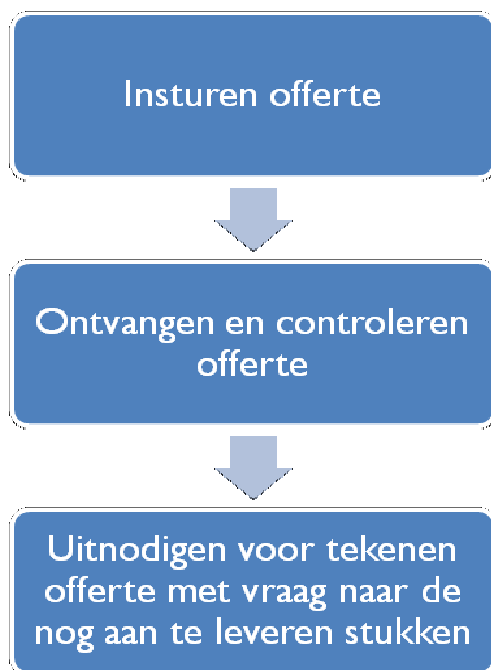 Insturen offerte
Ontvangen en controleren
offerte
Uitnodigen voor tekenen
offerte met vraag naar de
nog aan te leveren stukken